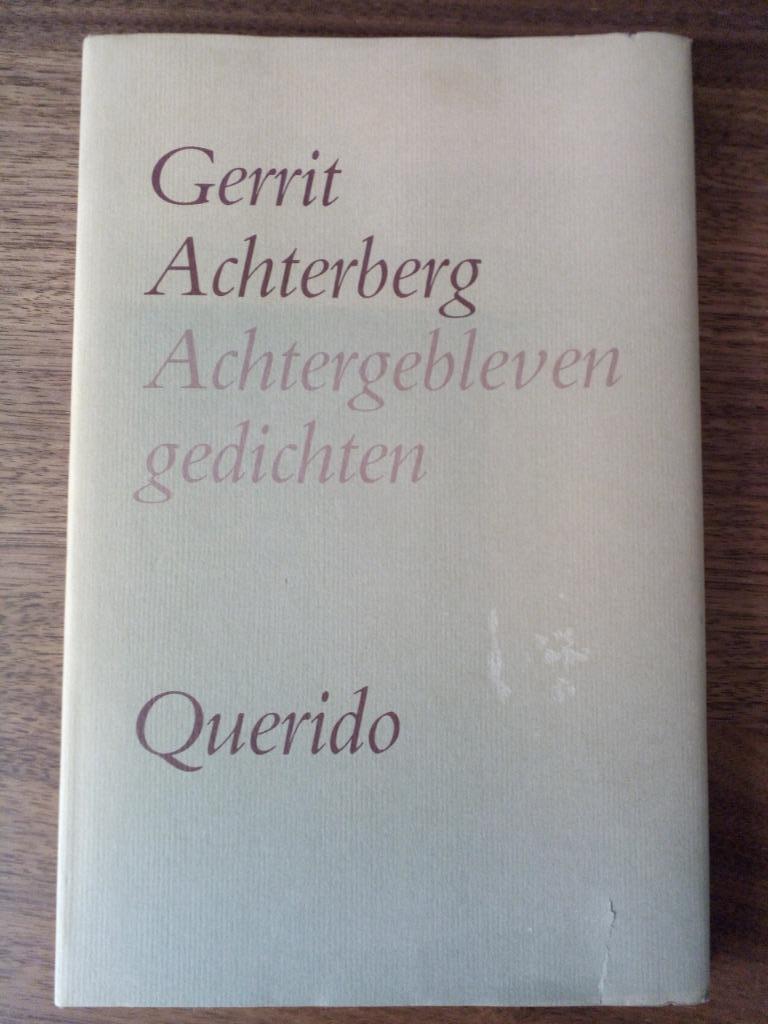 Gerrit
Achterberg
Achtergebleven
gedichten
Querido